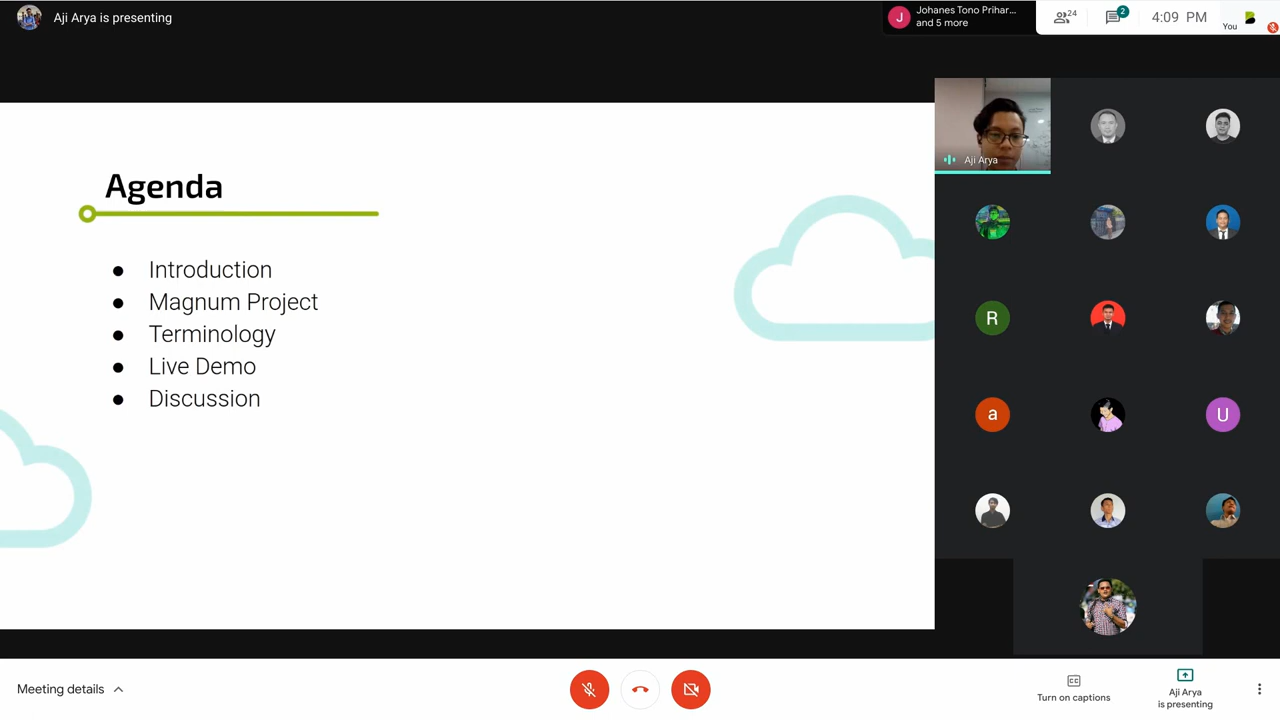 Aji Arya is presenting
J
Johanes Tono Prihar...
and 5 more
24
2
4:09 PM
You
Agenda
● Introduction
● Magnum Project
● Terminology
● Live Demo
● Discussion
Aji Arya
R
a
U
Meeting details
CC
Turn on captions
Aji Arya
is presenting